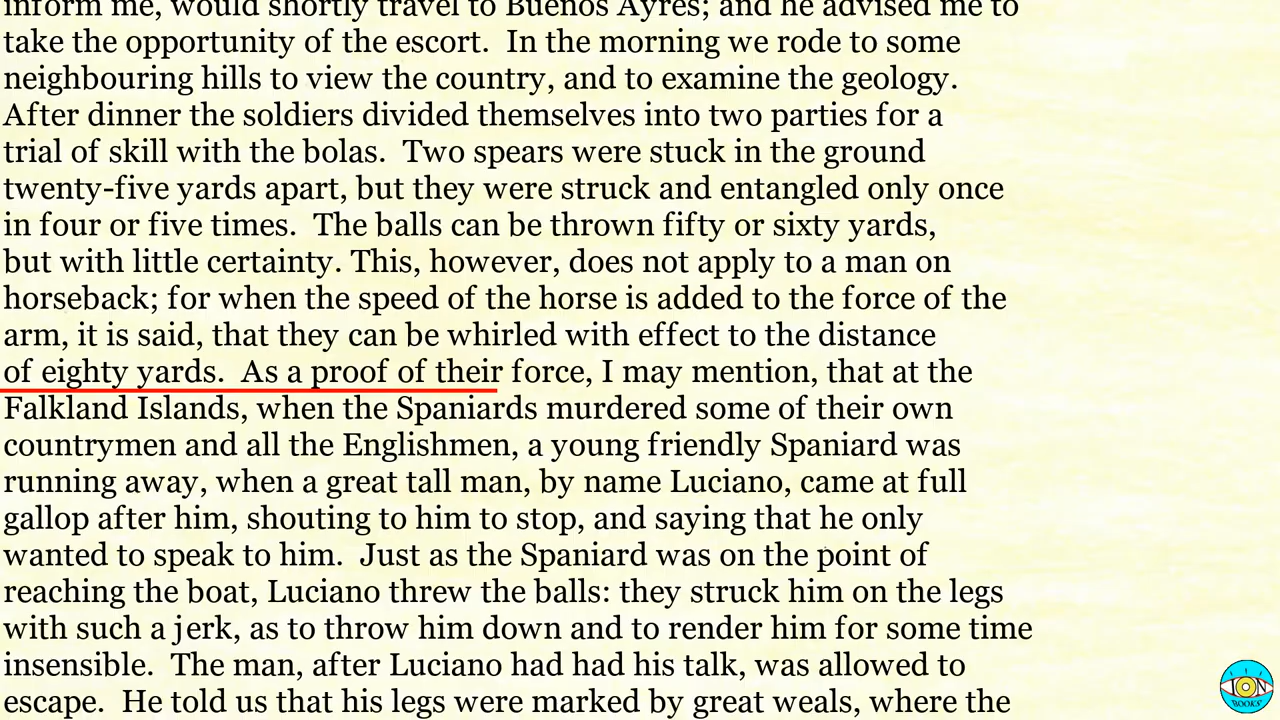 inform me, would shortly travel to Buenos Ayres; and he advised me to
take the opportunity of the escort.  In the morning we rode to some
neighbouring hills to view the country, and to examine the geology.
After dinner the soldiers divided themselves into two parties for a
trial of skill with the bolas.  Two spears were stuck in the ground
twenty-five yards apart, but they were struck and entangled only once
in four or five times.  The balls can be thrown fifty or sixty yards,
but with little certainty. This, however, does not apply to a man on
horseback; for when the speed of the horse is added to the force of the
arm, it is said, that they can be whirled with effect to the distance
of eighty yards.  As a proof of their force, I may mention, that at the
Falkland Islands, when the Spaniards murdered some of their own
countrymen and all the Englishmen, a young friendly Spaniard was
running away, when a great tall man, by name Luciano, came at full
gallop after him, shouting to him to stop, and saying that he only
wanted to speak to him.  Just as the Spaniard was on the point of
reaching the boat, Luciano threw the balls: they struck him on the legs
with such a jerk, as to throw him down and to render him for some time
insensible.  The man, after Luciano had had his talk, was allowed to
escape.  He told us that his legs were marked by great weals, where the
ION
BOOKS